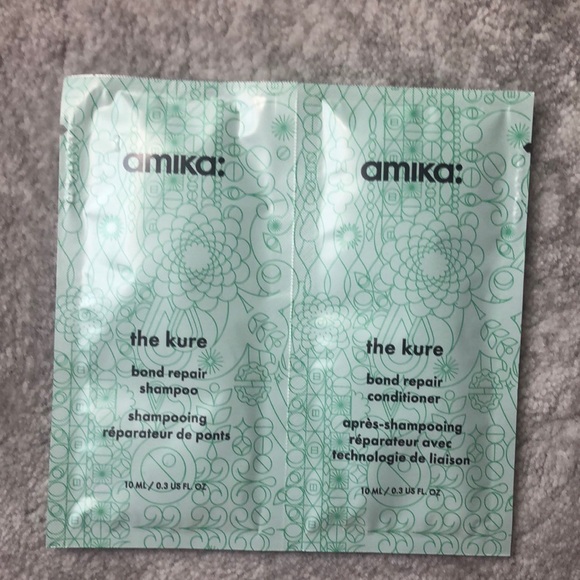 amika:
the kure
bond repair
shampoo
shampooing
réparateur de ponts
10 ML / 0.3 US FL. OZ
amika:
the kure
bond repair
conditioner
après-shampooing
réparateur avec
technologie de liaison
10 ML / 0.3 US FL. OZ